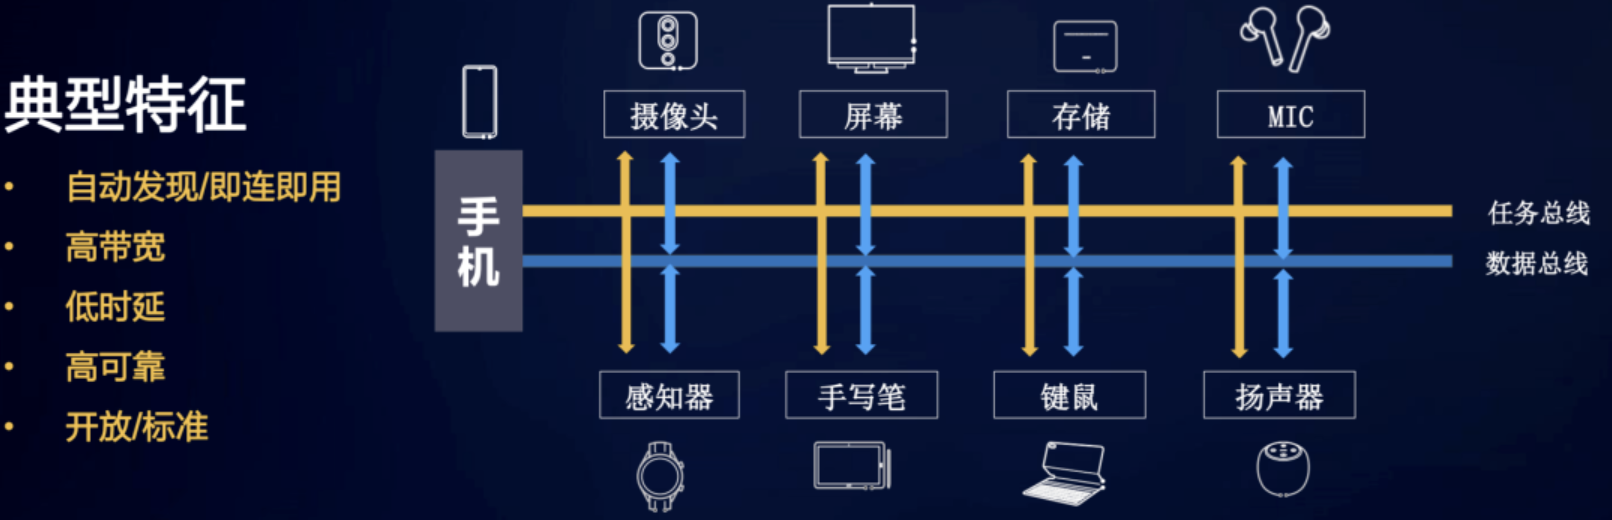 典型特征
• 自动发现/即连即用
• 高带宽
• 低时延
• 高可靠
• 开放/标准
手机
摄像头
屏幕
存储
MIC
任务总线
数据总线
感知器
手写笔
键鼠
扬声器